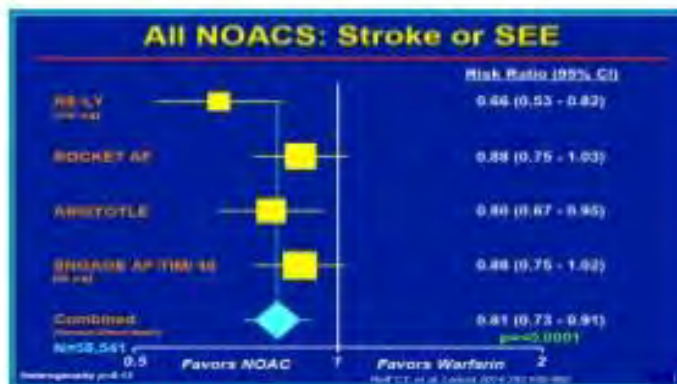 All NOACS: Stroke or SEE
Risk Ratio (95% CI)
RE-LY 0.66 (0.53 - 0.82)
ROCKET AF 0.88 (0.75 - 1.03)
ARISTOTLE 0.80 (0.67 - 0.95)
ENGAGE AF-TIMI 48 0.88 (0.75 - 1.02)
Combined 0.81 (0.73 - 0.91)
N=58,541
0.5 Favors NOAC 1 Favors Warfarin 2
Heterogeneity